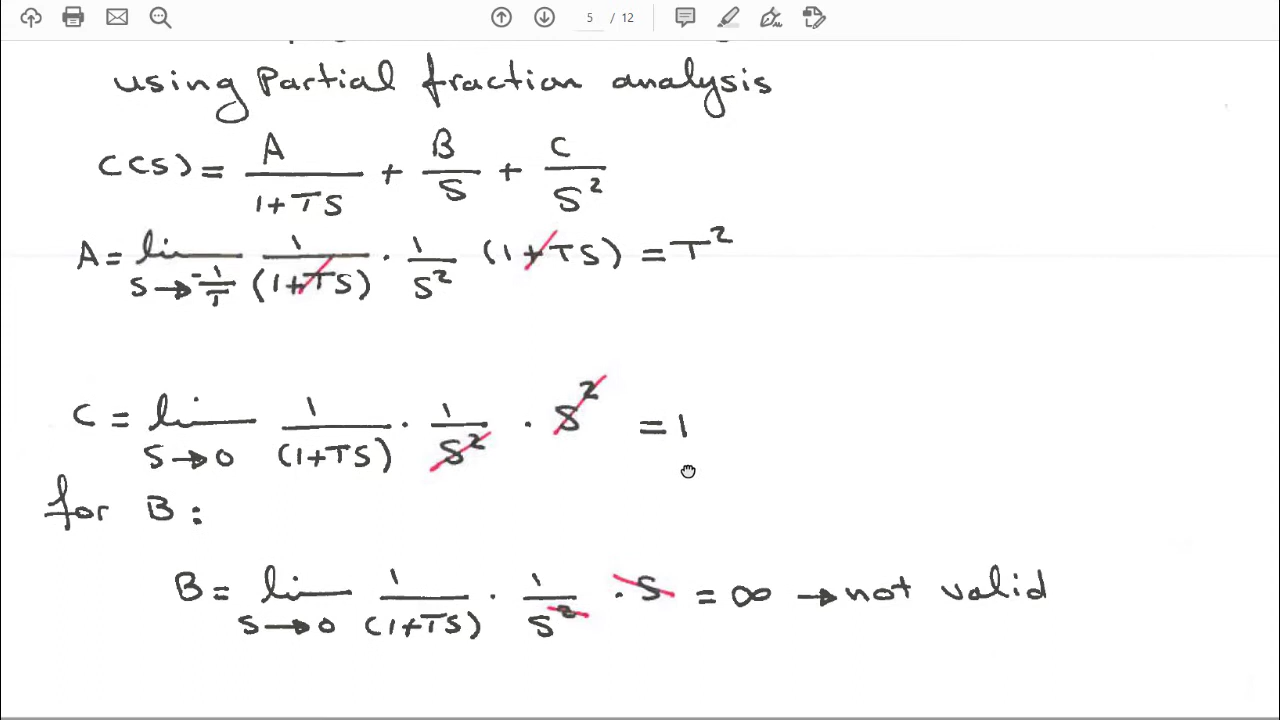 5 / 12
using Partial fraction analysis
C(S) = A/(1+TS) + B/S + C/S²
A = lim S→-1/T 1/(1+TS) · 1/S² (1+TS) = T²
C = lim S→0 1/(1+TS) · 1/S² · S² = 1
for B:
B = lim S→0 1/(1+TS) · 1/S² · S = ∞ → not valid